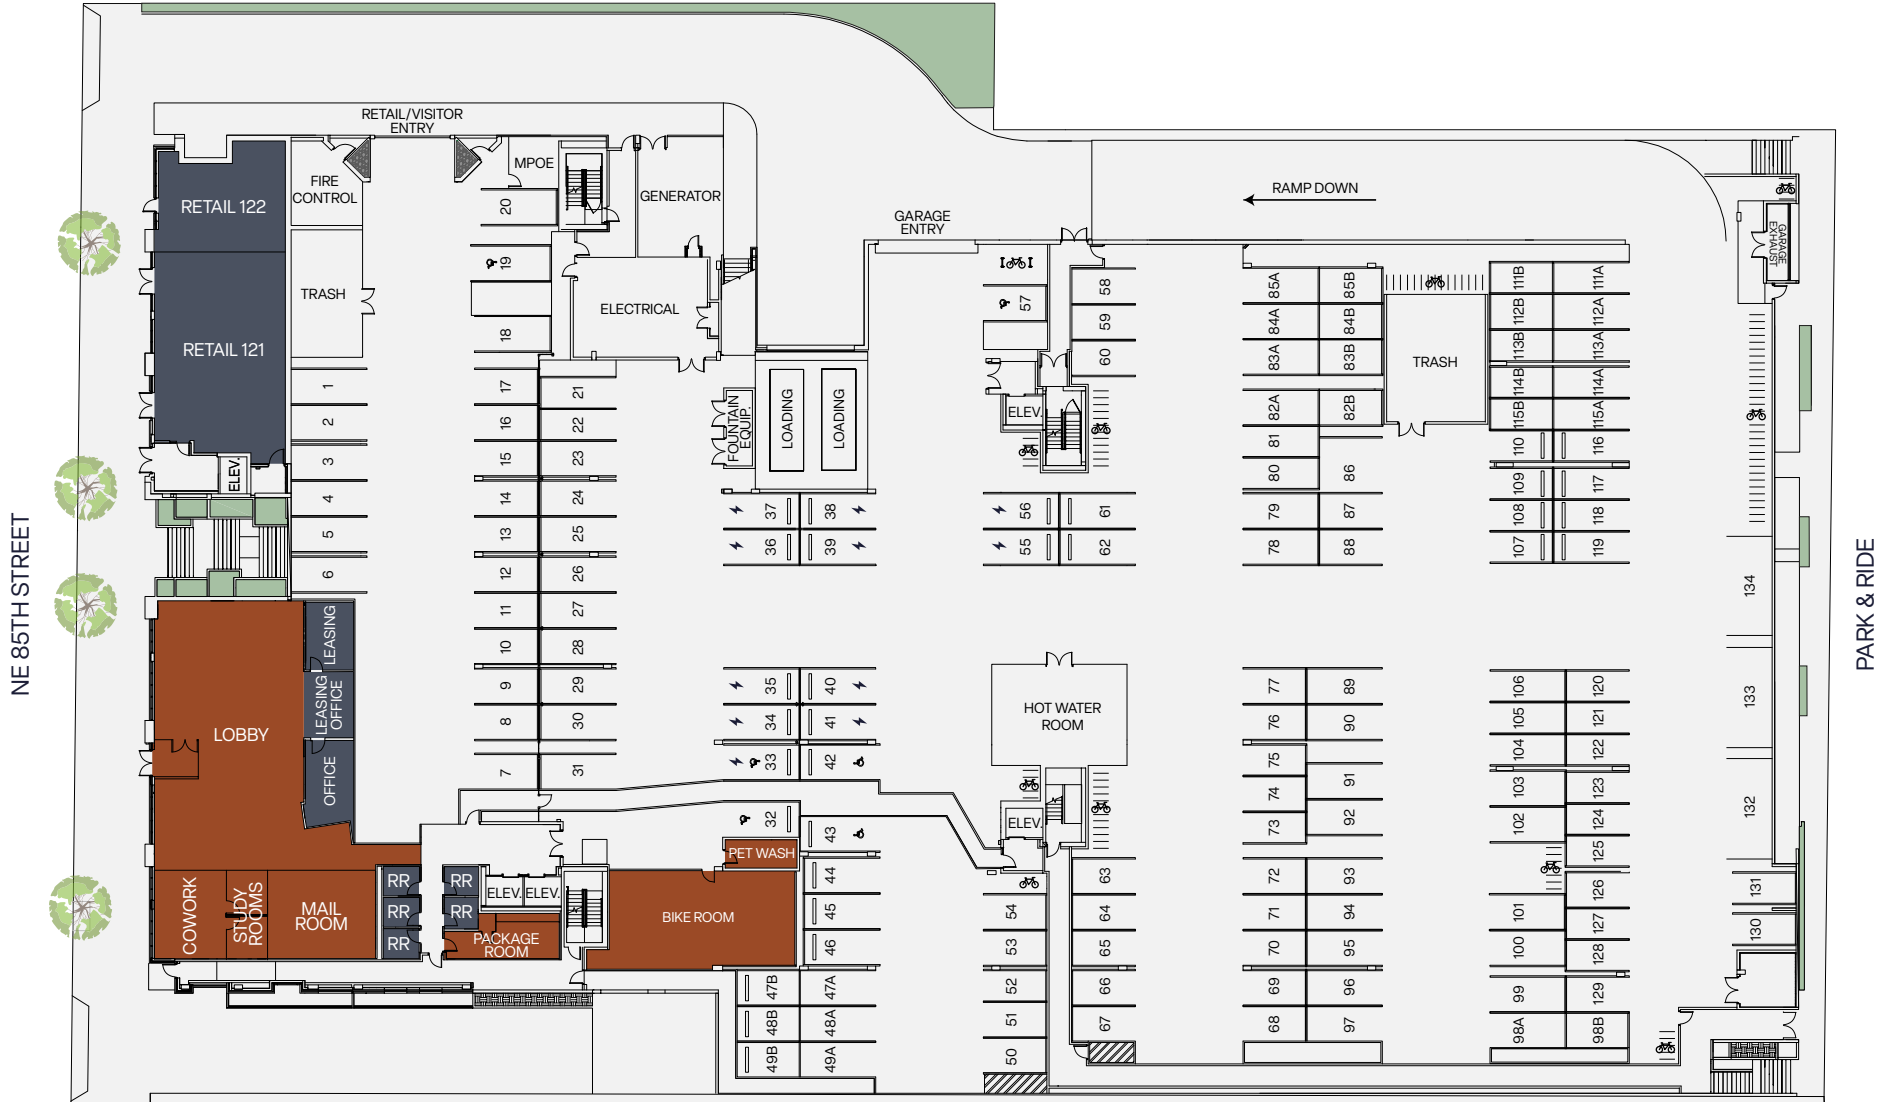 RETAIL/VISITOR
ENTRY
MPOE
FIRE
CONTROL
RETAIL 122
20
GENERATOR
RAMP DOWN
GARAGE
ENTRY
GARAGE
EXHAUST
19
TRASH
ELECTRICAL
18
RETAIL 121
57
58
59
60
85A
84A
83A
82A
85B
84B
83B
82B
TRASH
111B
112B
113B
114B
115B
111A
112A
113A
114A
115A
1
2
3
4
5
6
17
16
15
14
13
12
11
10
9
8
7
21
22
23
24
25
26
27
28
29
30
31
FOUNTAIN
EQUIP.
LOADING
LOADING
ELEV.
ELEV.
81
80
79
78
86
87
88
110
109
108
107
116
117
118
119
37
36
38
39
56
55
61
62
NE 85TH STREET
PARK & RIDE
134
133
132
131
130
LEASING
LEASING
OFFICE
OFFICE
LOBBY
35
34
33
32
40
41
42
43
HOT WATER
ROOM
77
76
75
74
73
89
90
91
92
106
105
104
103
102
120
121
122
123
124
125
ELEV.
PET WASH
COWORK
STUDY
ROOMS
MAIL
ROOM
RR
RR
RR
RR
RR
ELEV.
ELEV.
PACKAGE
ROOM
BIKE ROOM
44
45
46
47B
48B
49B
47A
48A
49A
54
53
52
51
50
63
64
65
66
67
72
71
70
69
68
93
94
95
96
97
101
100
99
98A
126
127
128
129
98B